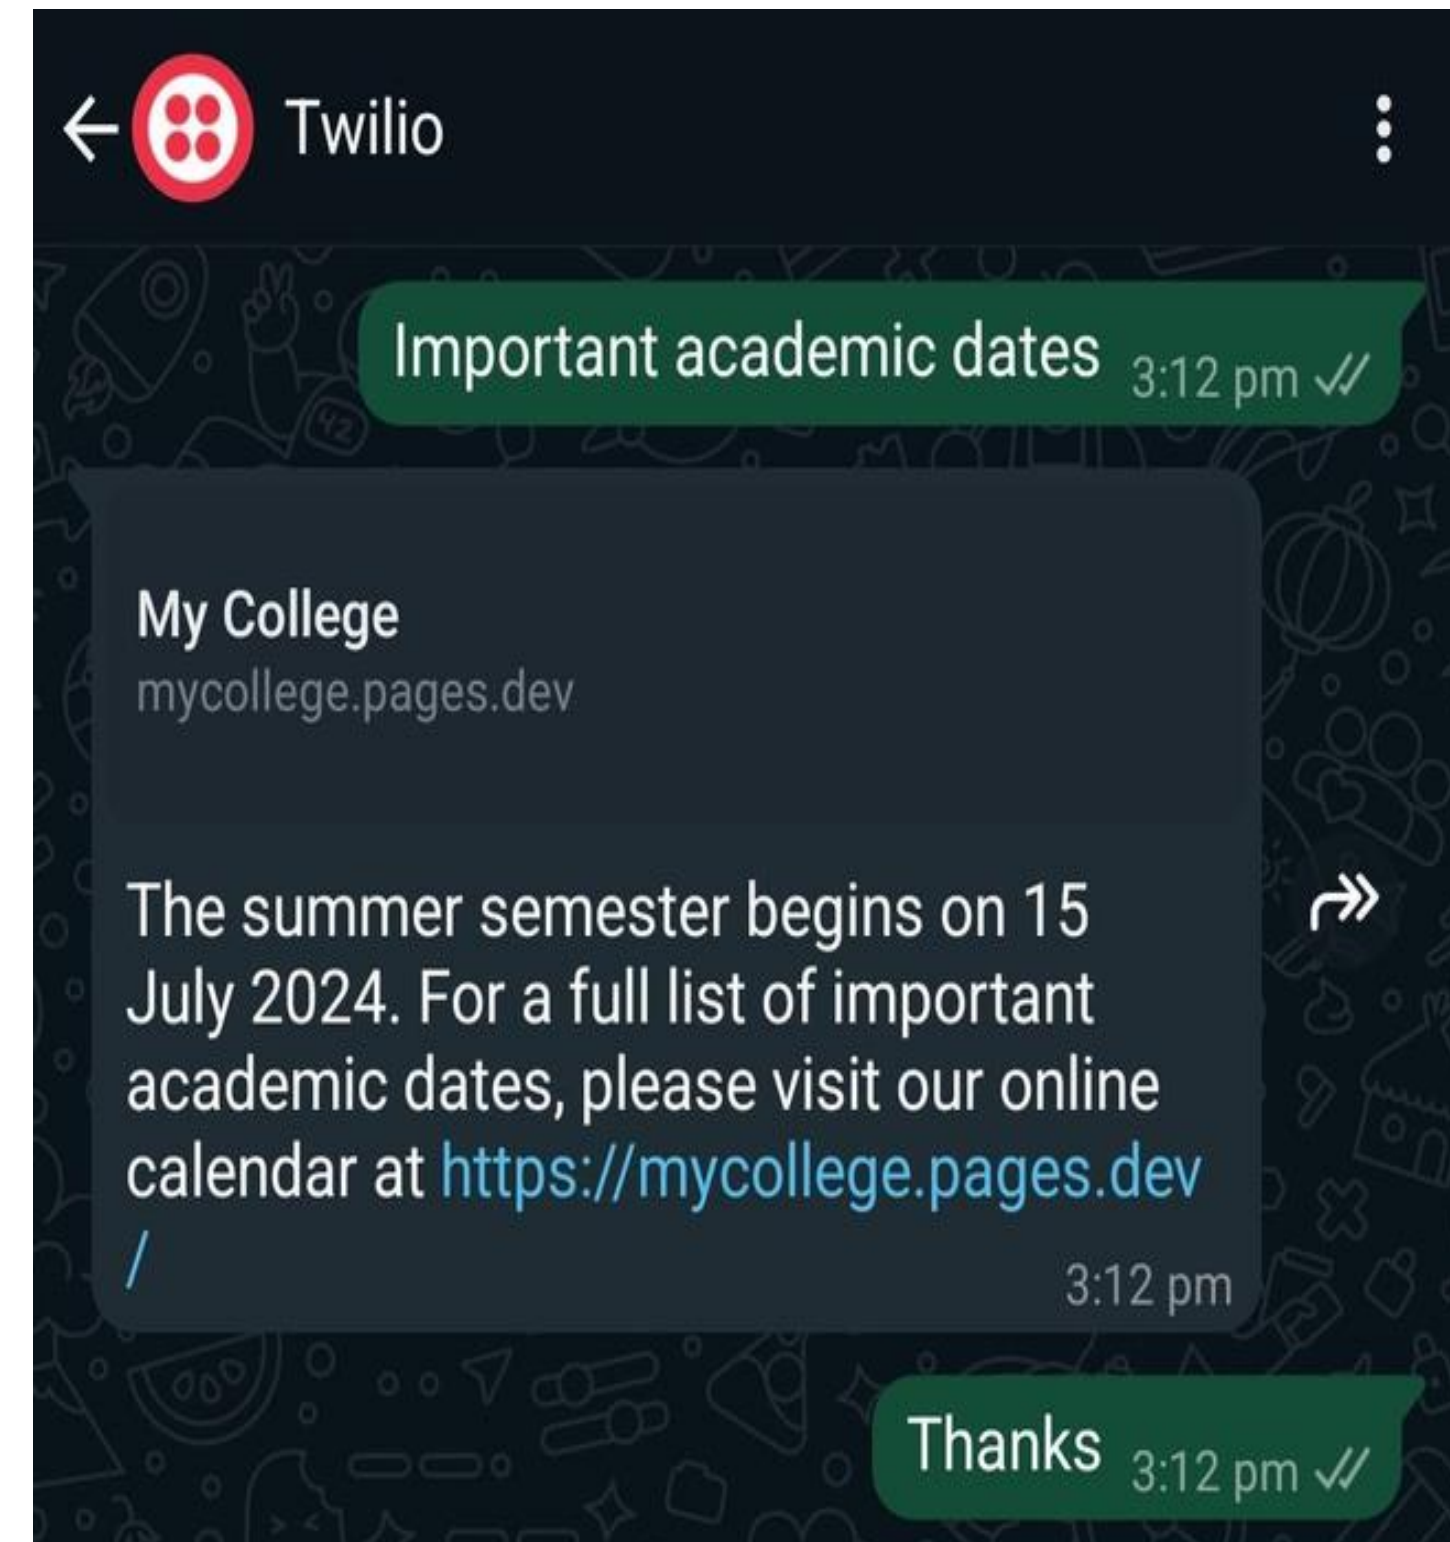 Twilio
Important academic dates 3:12 pm
My College
mycollege.pages.dev
The summer semester begins on 15
July 2024. For a full list of important
academic dates, please visit our online
calendar at https://mycollege.pages.dev
/
3:12 pm
Thanks 3:12 pm